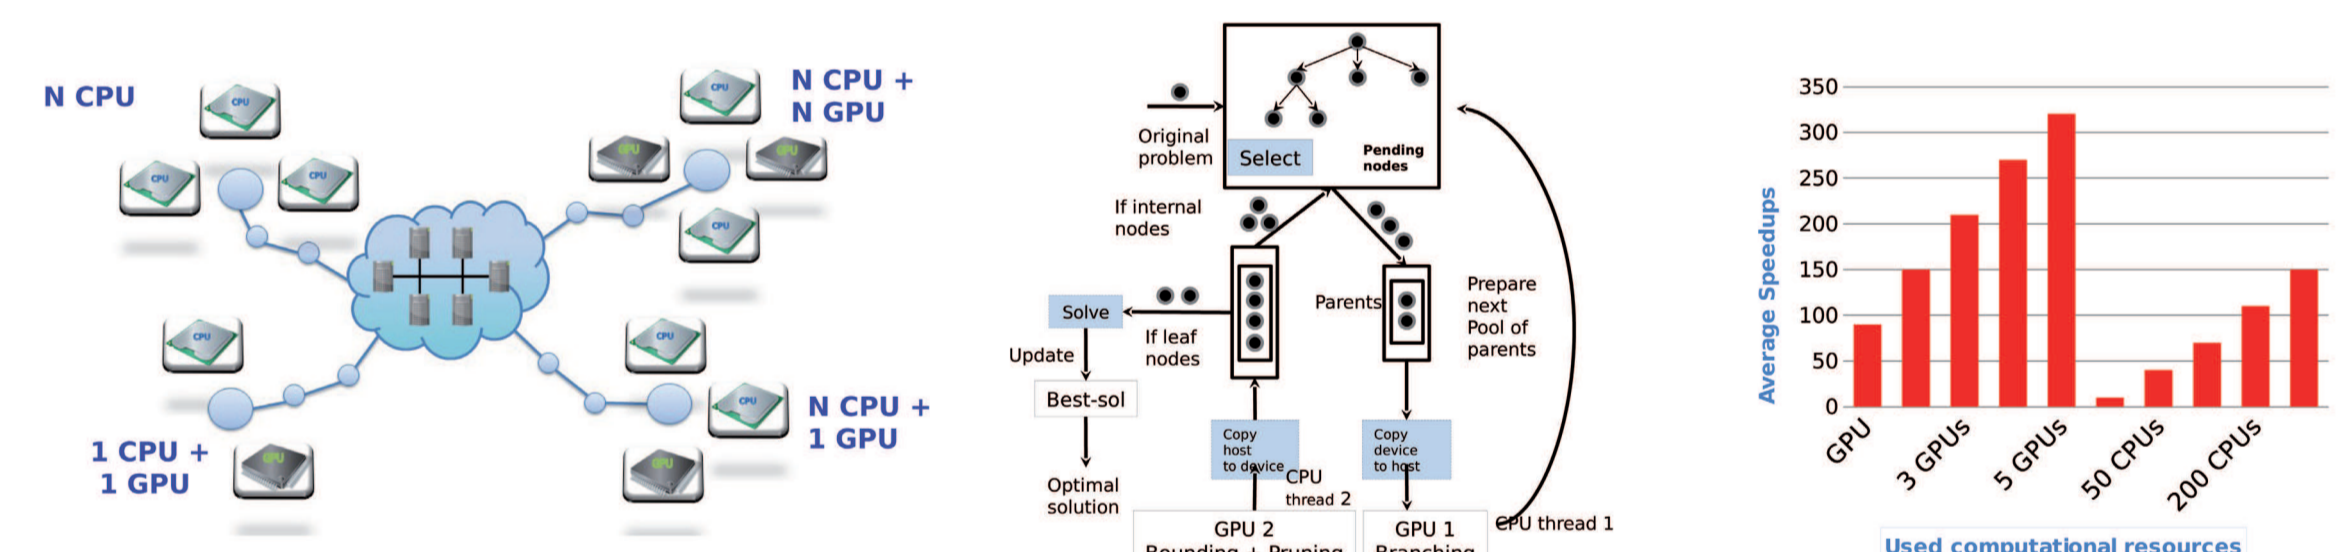 N CPU
CPU
CPU
CPU
N CPU +
N GPU
CPU
GPU
GPU
CPU
CPU
1 CPU +
1 GPU
GPU
CPU
CPU
N CPU +
1 GPU
GPU
Original
problem
Select
Pending
nodes
If internal
nodes
Solve
If leaf
nodes
Parents
Prepare
next
Pool of
parents
Update
Best-sol
Optimal
solution
Copy
host
to device
CPU
thread 2
Copy
device
to host
GPU 2
Bounding + Pruning
GPU 1
Branching
CPU thread 1
350
300
250
200
150
100
50
0
Average Speedups
GPU
3 GPUs
5 GPUs
50 CPUs
200 CPUs
Used computational resources